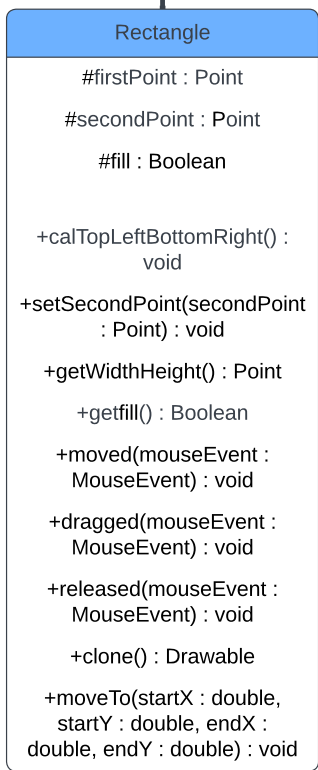 Rectangle
#firstPoint : Point
#secondPoint : Point
#fill : Boolean
+calTopLeftBottomRight() :
void
+setSecondPoint(secondPoint
: Point) : void
+getWidthHeight() : Point
+getfill() : Boolean
+moved(mouseEvent :
MouseEvent) : void
+dragged(mouseEvent :
MouseEvent) : void
+released(mouseEvent :
MouseEvent) : void
+clone() : Drawable
+moveTo(startX : double,
startY : double, endX :
double, endY : double) : void